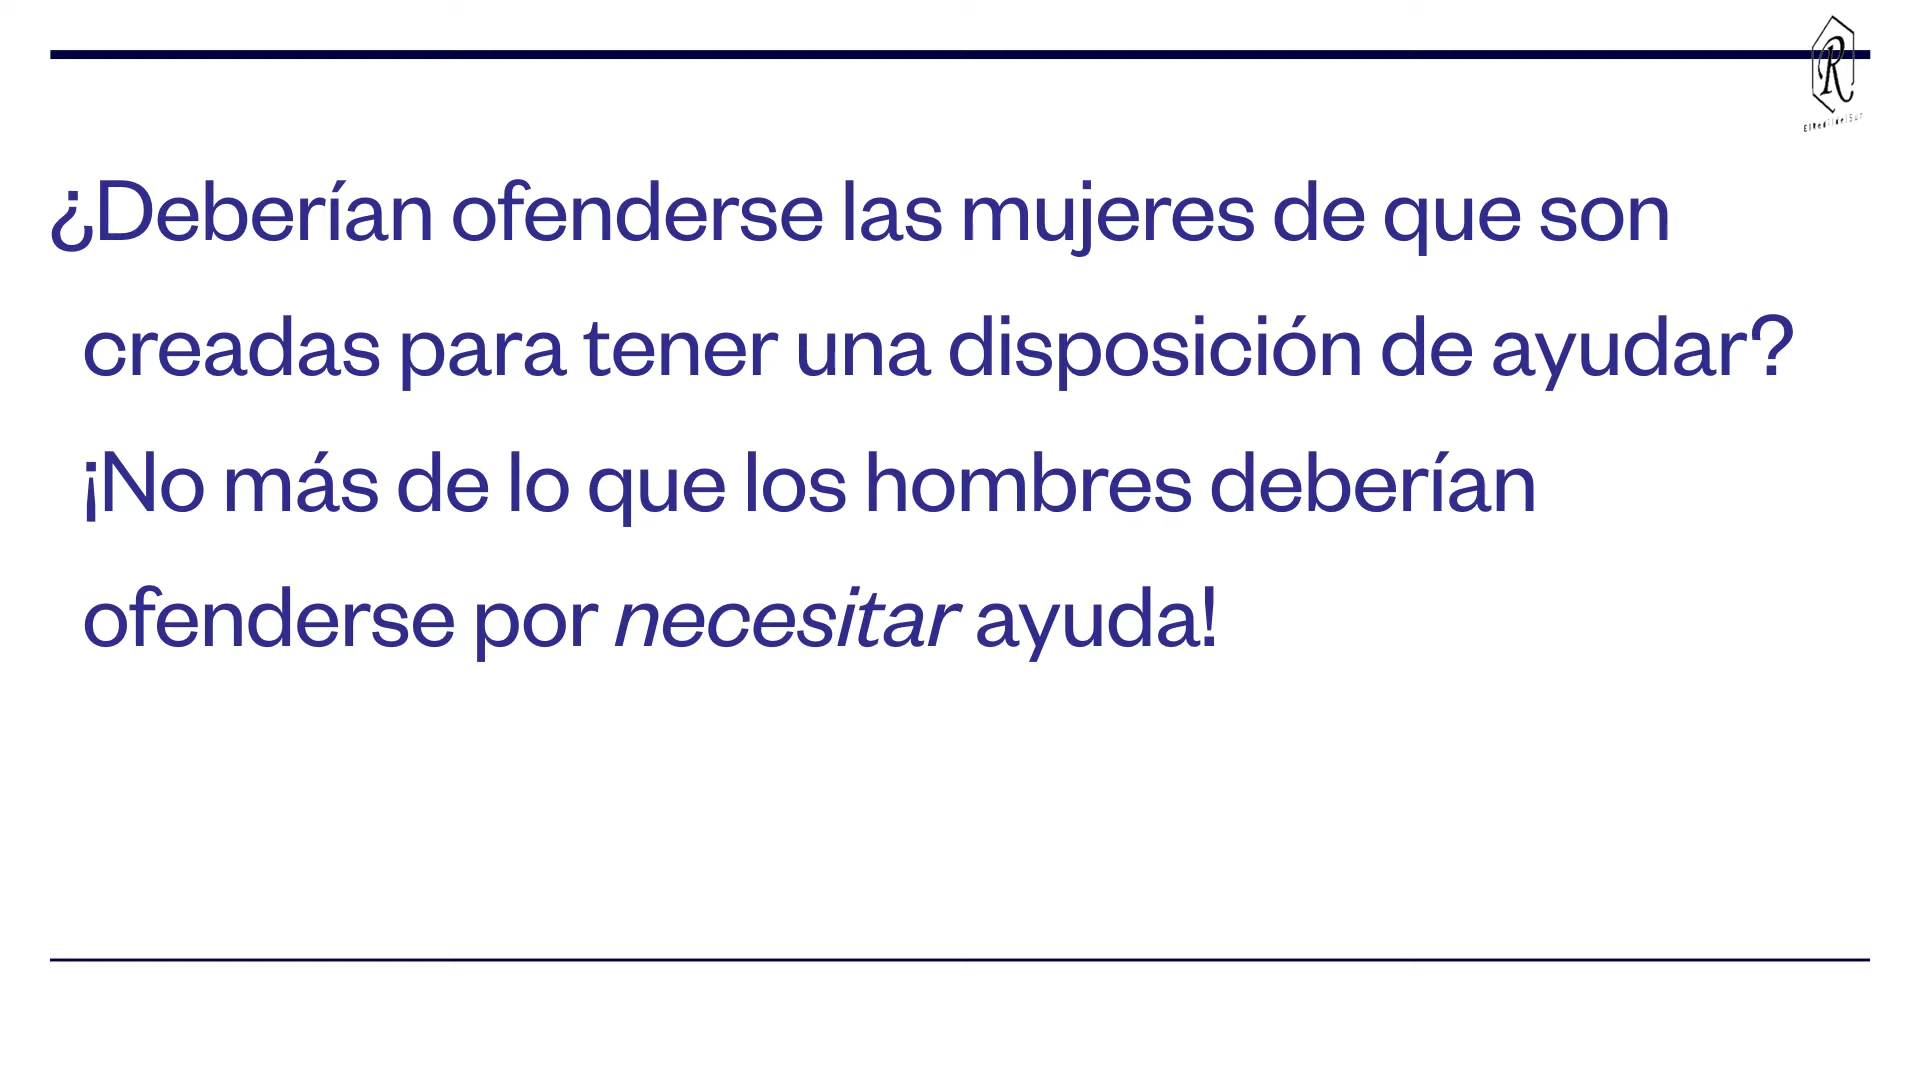 R
ElRedildelSur
¿Deberían ofenderse las mujeres de que son
creadas para tener una disposición de ayudar?
¡No más de lo que los hombres deberían
ofenderse por necesitar ayuda!